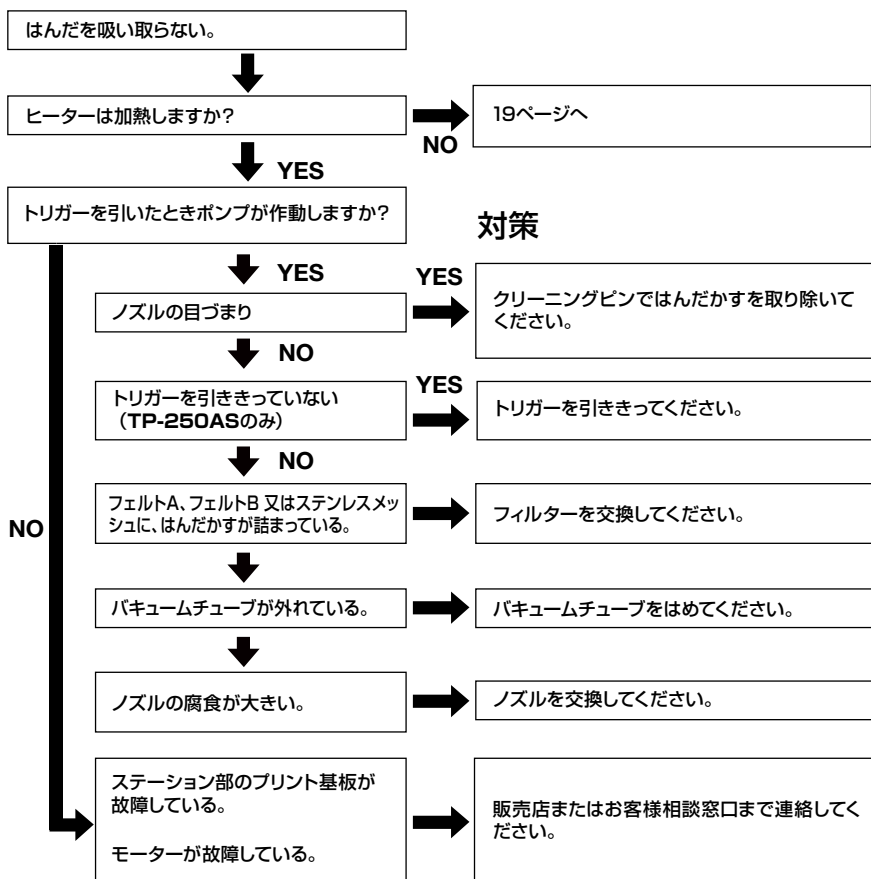 はんだを吸い取らない。
ヒーターは加熱しますか?
NO
19ページへ
YES
トリガーを引いたときポンプが作動しますか?
対策
YES
ノズルの目づまり
YES
クリーニングピンではんだかすを取り除いて
ください。
NO
トリガーを引ききっていない
(TP-250ASのみ)
YES
トリガーを引ききってください。
NO
フェルトA、フェルトB 又はステンレスメッ
シュに、はんだかすが詰まっている。
フィルターを交換してください。
NO
バキュームチューブが外れている。
バキュームチューブをはめてください。
ノズルの腐食が大きい。
ノズルを交換してください。
ステーション部のプリント基板が
故障している。
モーターが故障している。
販売店またはお客様相談窓口まで連絡してく
ださい。